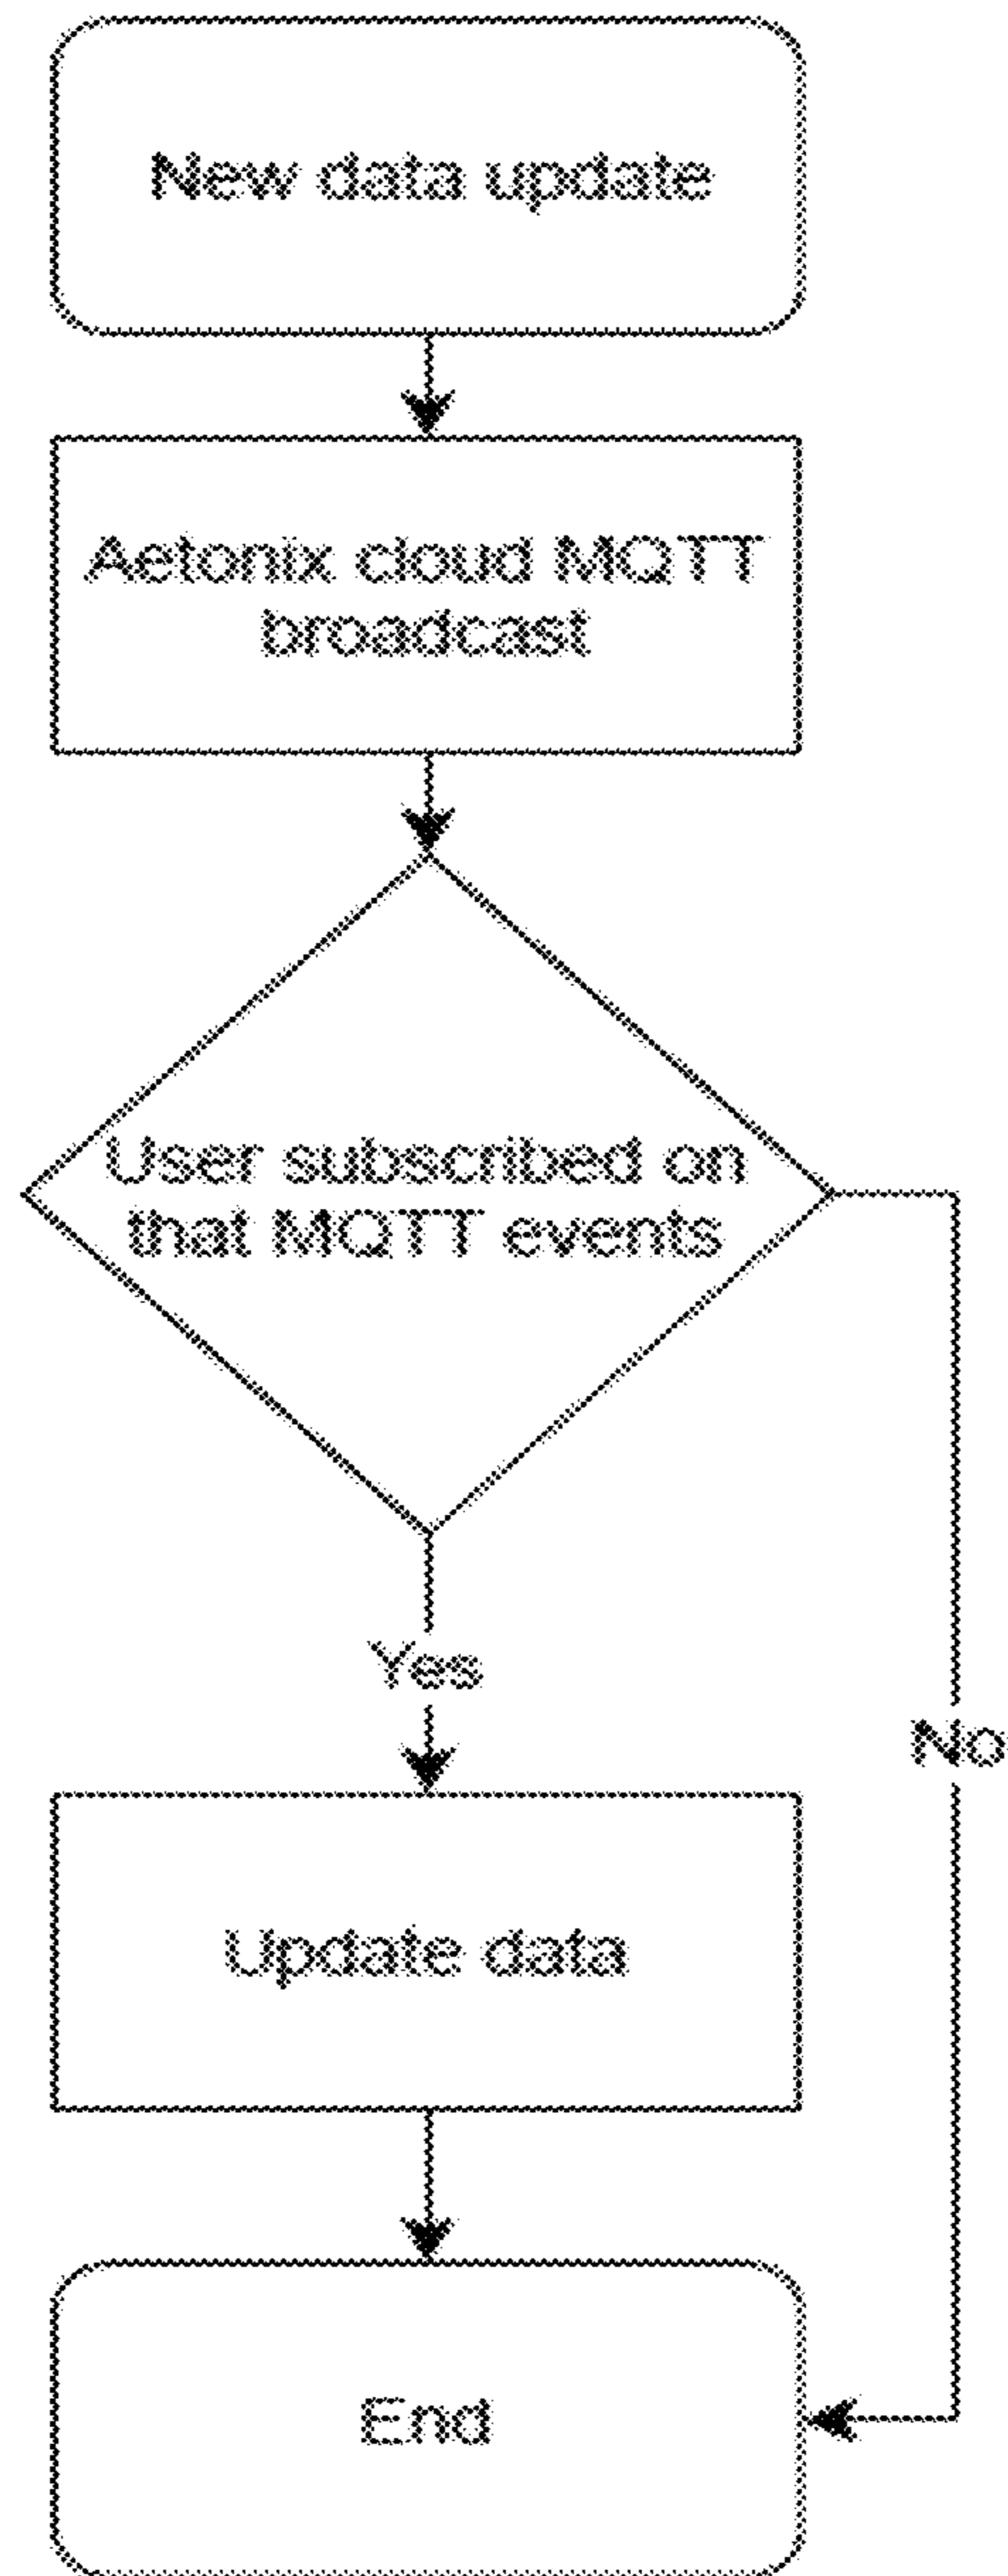 New data update
Aetonix cloud MQTT
broadcast
User subscribed on
that MQTT events
Yes
No
Update data
End